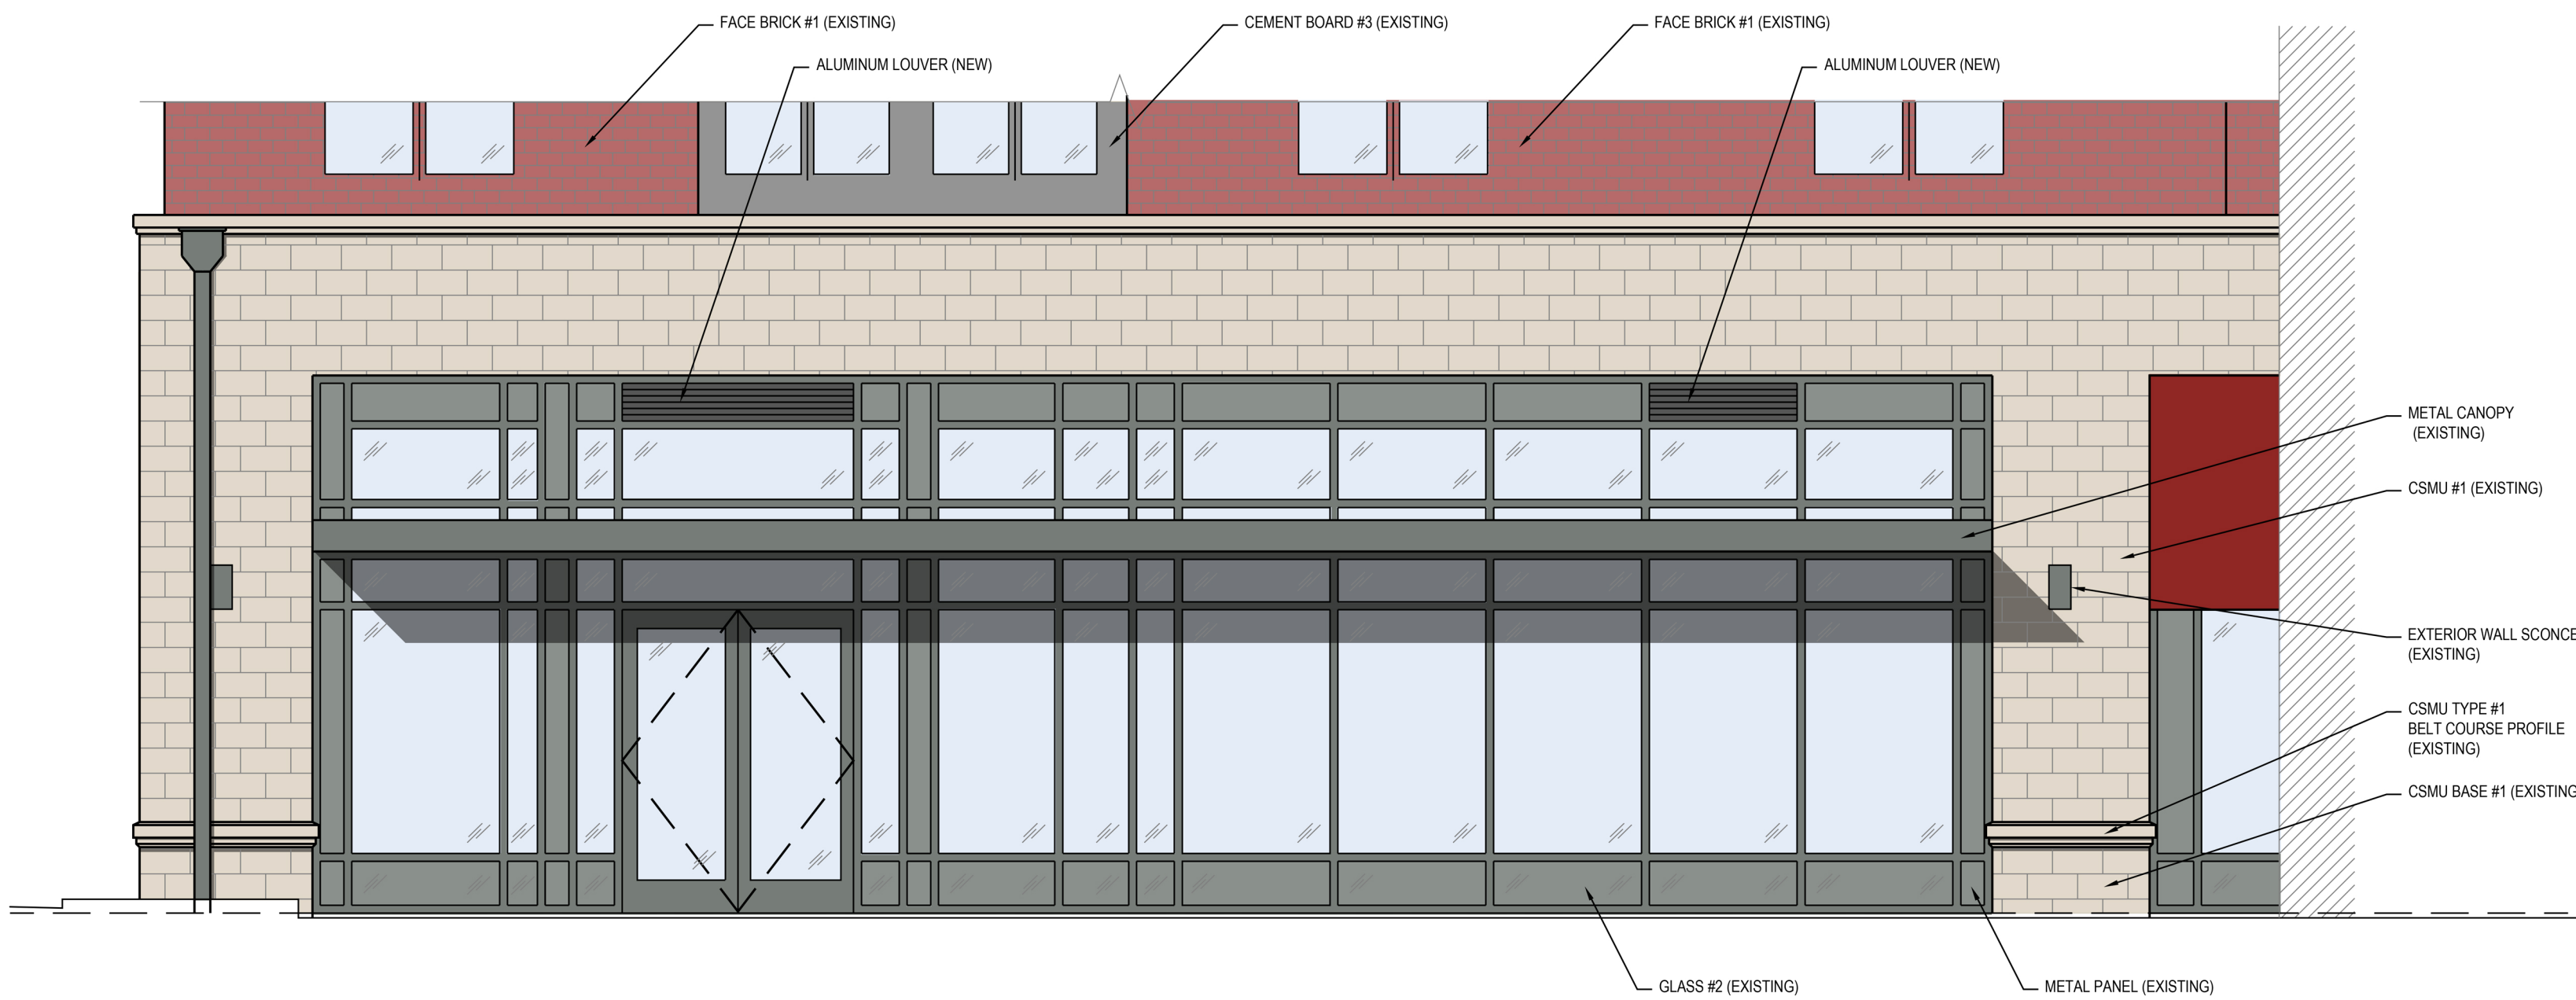 FACE BRICK #1 (EXISTING)
CEMENT BOARD #3 (EXISTING)
FACE BRICK #1 (EXISTING)
ALUMINUM LOUVER (NEW)
ALUMINUM LOUVER (NEW)
METAL CANOPY
(EXISTING)
CSMU #1 (EXISTING)
EXTERIOR WALL SCONCE
(EXISTING)
CSMU TYPE #1
BELT COURSE PROFILE
(EXISTING)
CSMU BASE #1 (EXISTING
GLASS #2 (EXISTING)
METAL PANEL (EXISTING)